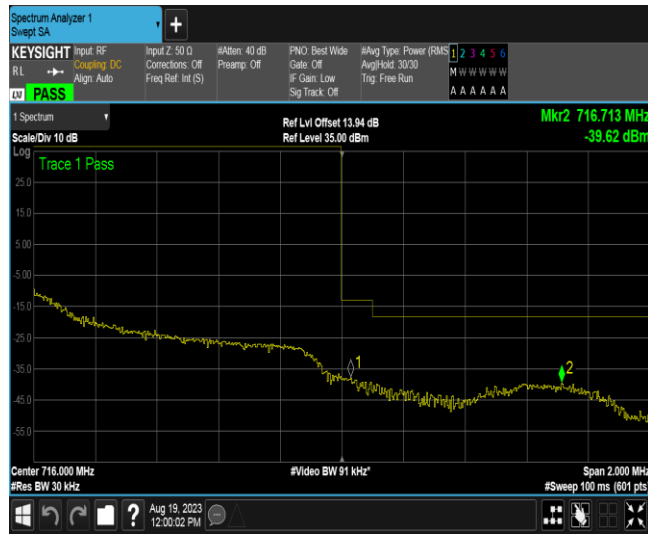 Spectrum Analyzer 1
Swept SA
+
KEYSIGHT
RL
LXI PASS
Input: RF
Coupling: DC
Align: Auto
Input Z: 50 Ω
Corrections: Off
Freq Ref: Int (S)
#Atten: 40 dB
Preamp: Off
PNO: Best Wide
Gate: Off
IF Gain: Low
Sig Track: Off
#Avg Type: Power (RMS
Avg|Hold: 30/30
Trig: Free Run
1 2 3 4 5 6
M W W W W W
A A A A A A
1 Spectrum
Scale/Div 10 dB
Ref Lvl Offset 13.94 dB
Ref Level 35.00 dBm
Mkr2 716.713 MHz
-39.62 dBm
Log
Trace 1 Pass
25.0
15.0
5.00
-5.00
-15.0
-25.0
-35.0
-45.0
-55.0
1
2
Center 716.000 MHz
#Res BW 30 kHz
#Video BW 91 kHz*
Span 2.000 MHz
#Sweep 100 ms (601 pts)
?
Aug 19, 2023
12:00:02 PM